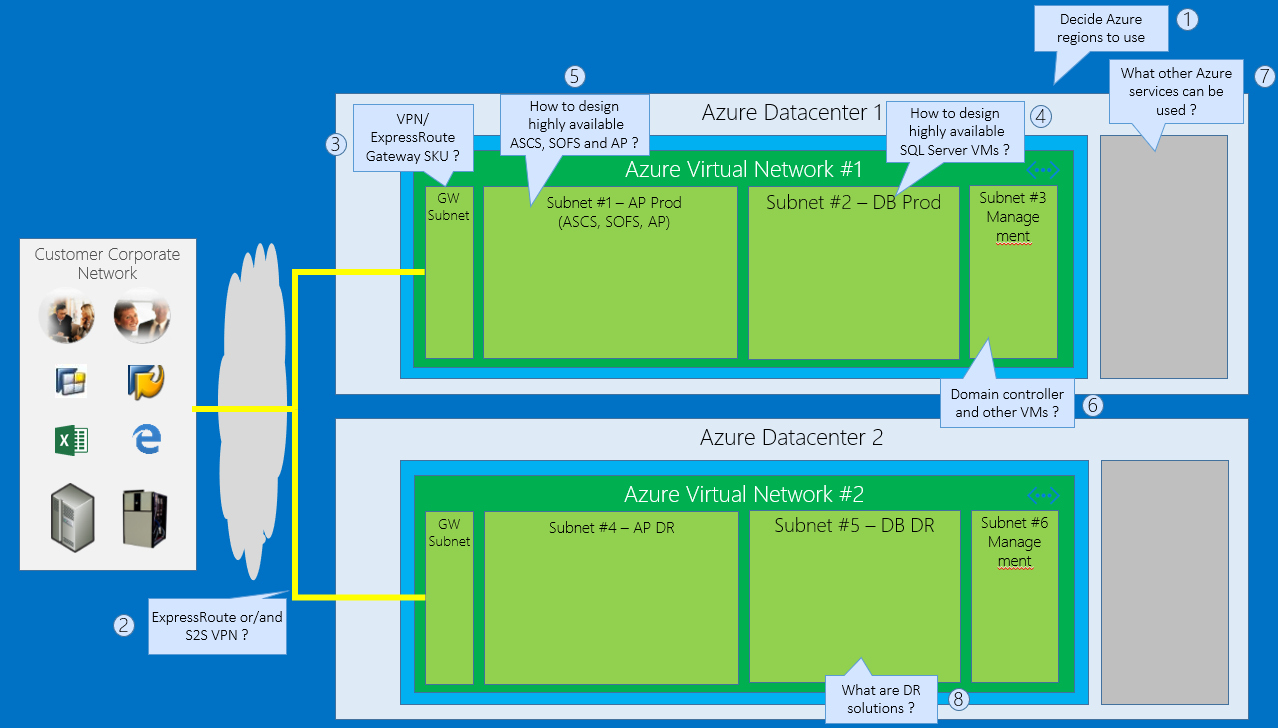 Decide Azure
regions to use
1
What other Azure
services can be
used ?
7
5
How to design
highly available
ASCS, SOFS and AP ?
Azure Datacenter 1
How to design
highly available
SQL Server VMs ?
4
3
VPN/
ExpressRoute
Gateway SKU ?
Azure Virtual Network #1
<···>
GW
Subnet
Subnet #1 – AP Prod
(ASCS, SOFS, AP)
Subnet #2 – DB Prod
Subnet #3
Manage
ment
Customer Corporate
Network
Domain controller
and other VMs ?
6
Azure Datacenter 2
Azure Virtual Network #2
<···>
GW
Subnet
Subnet #4 – AP DR
Subnet #5 – DB DR
Subnet #6
Manage
ment
2
ExpressRoute or/and
S2S VPN ?
What are DR
solutions ?
8